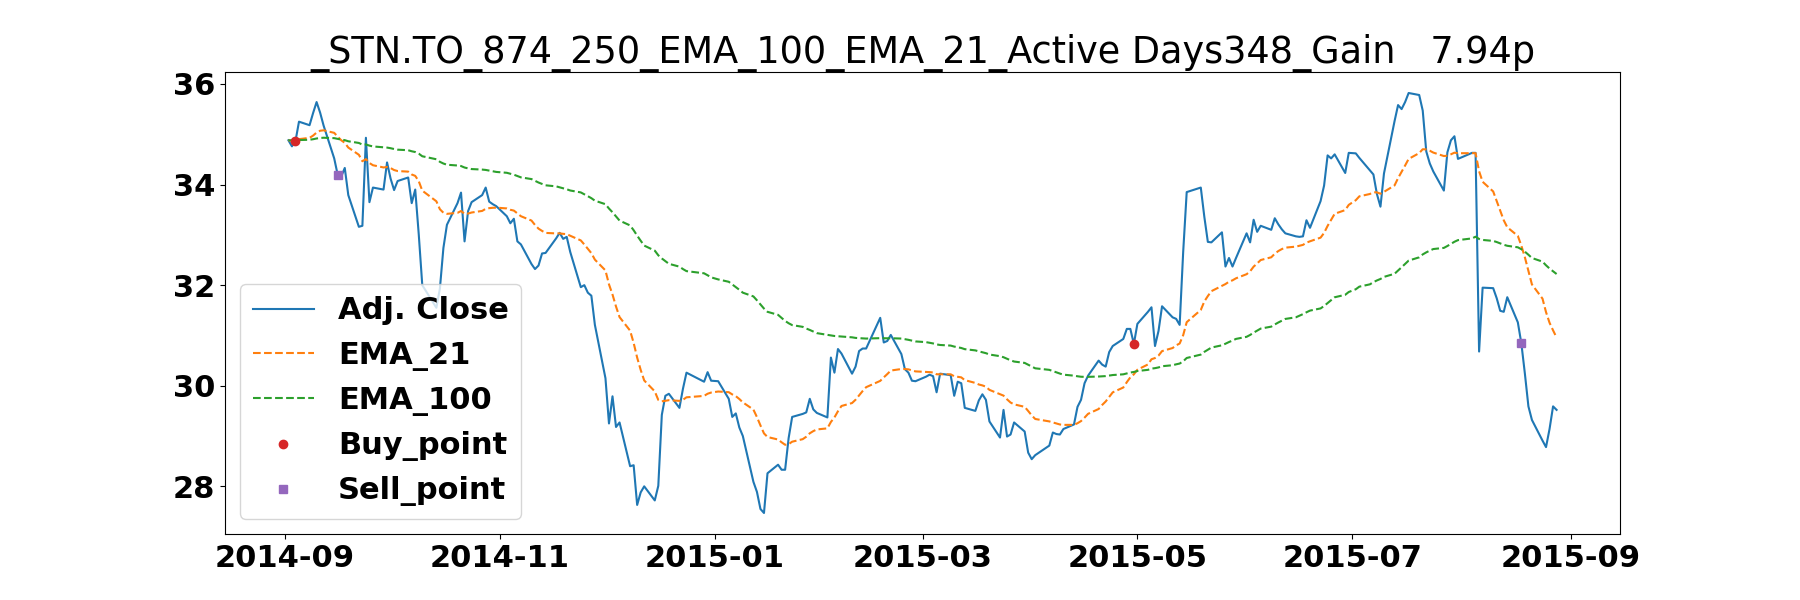 _STN.TO_874_250_EMA_100_EMA_21_Active Days348_Gain   7.94p
36
34
32
30
28
Adj. Close
EMA_21
EMA_100
Buy_point
Sell_point
2014-09 2014-11 2015-01 2015-03 2015-05 2015-07 2015-09